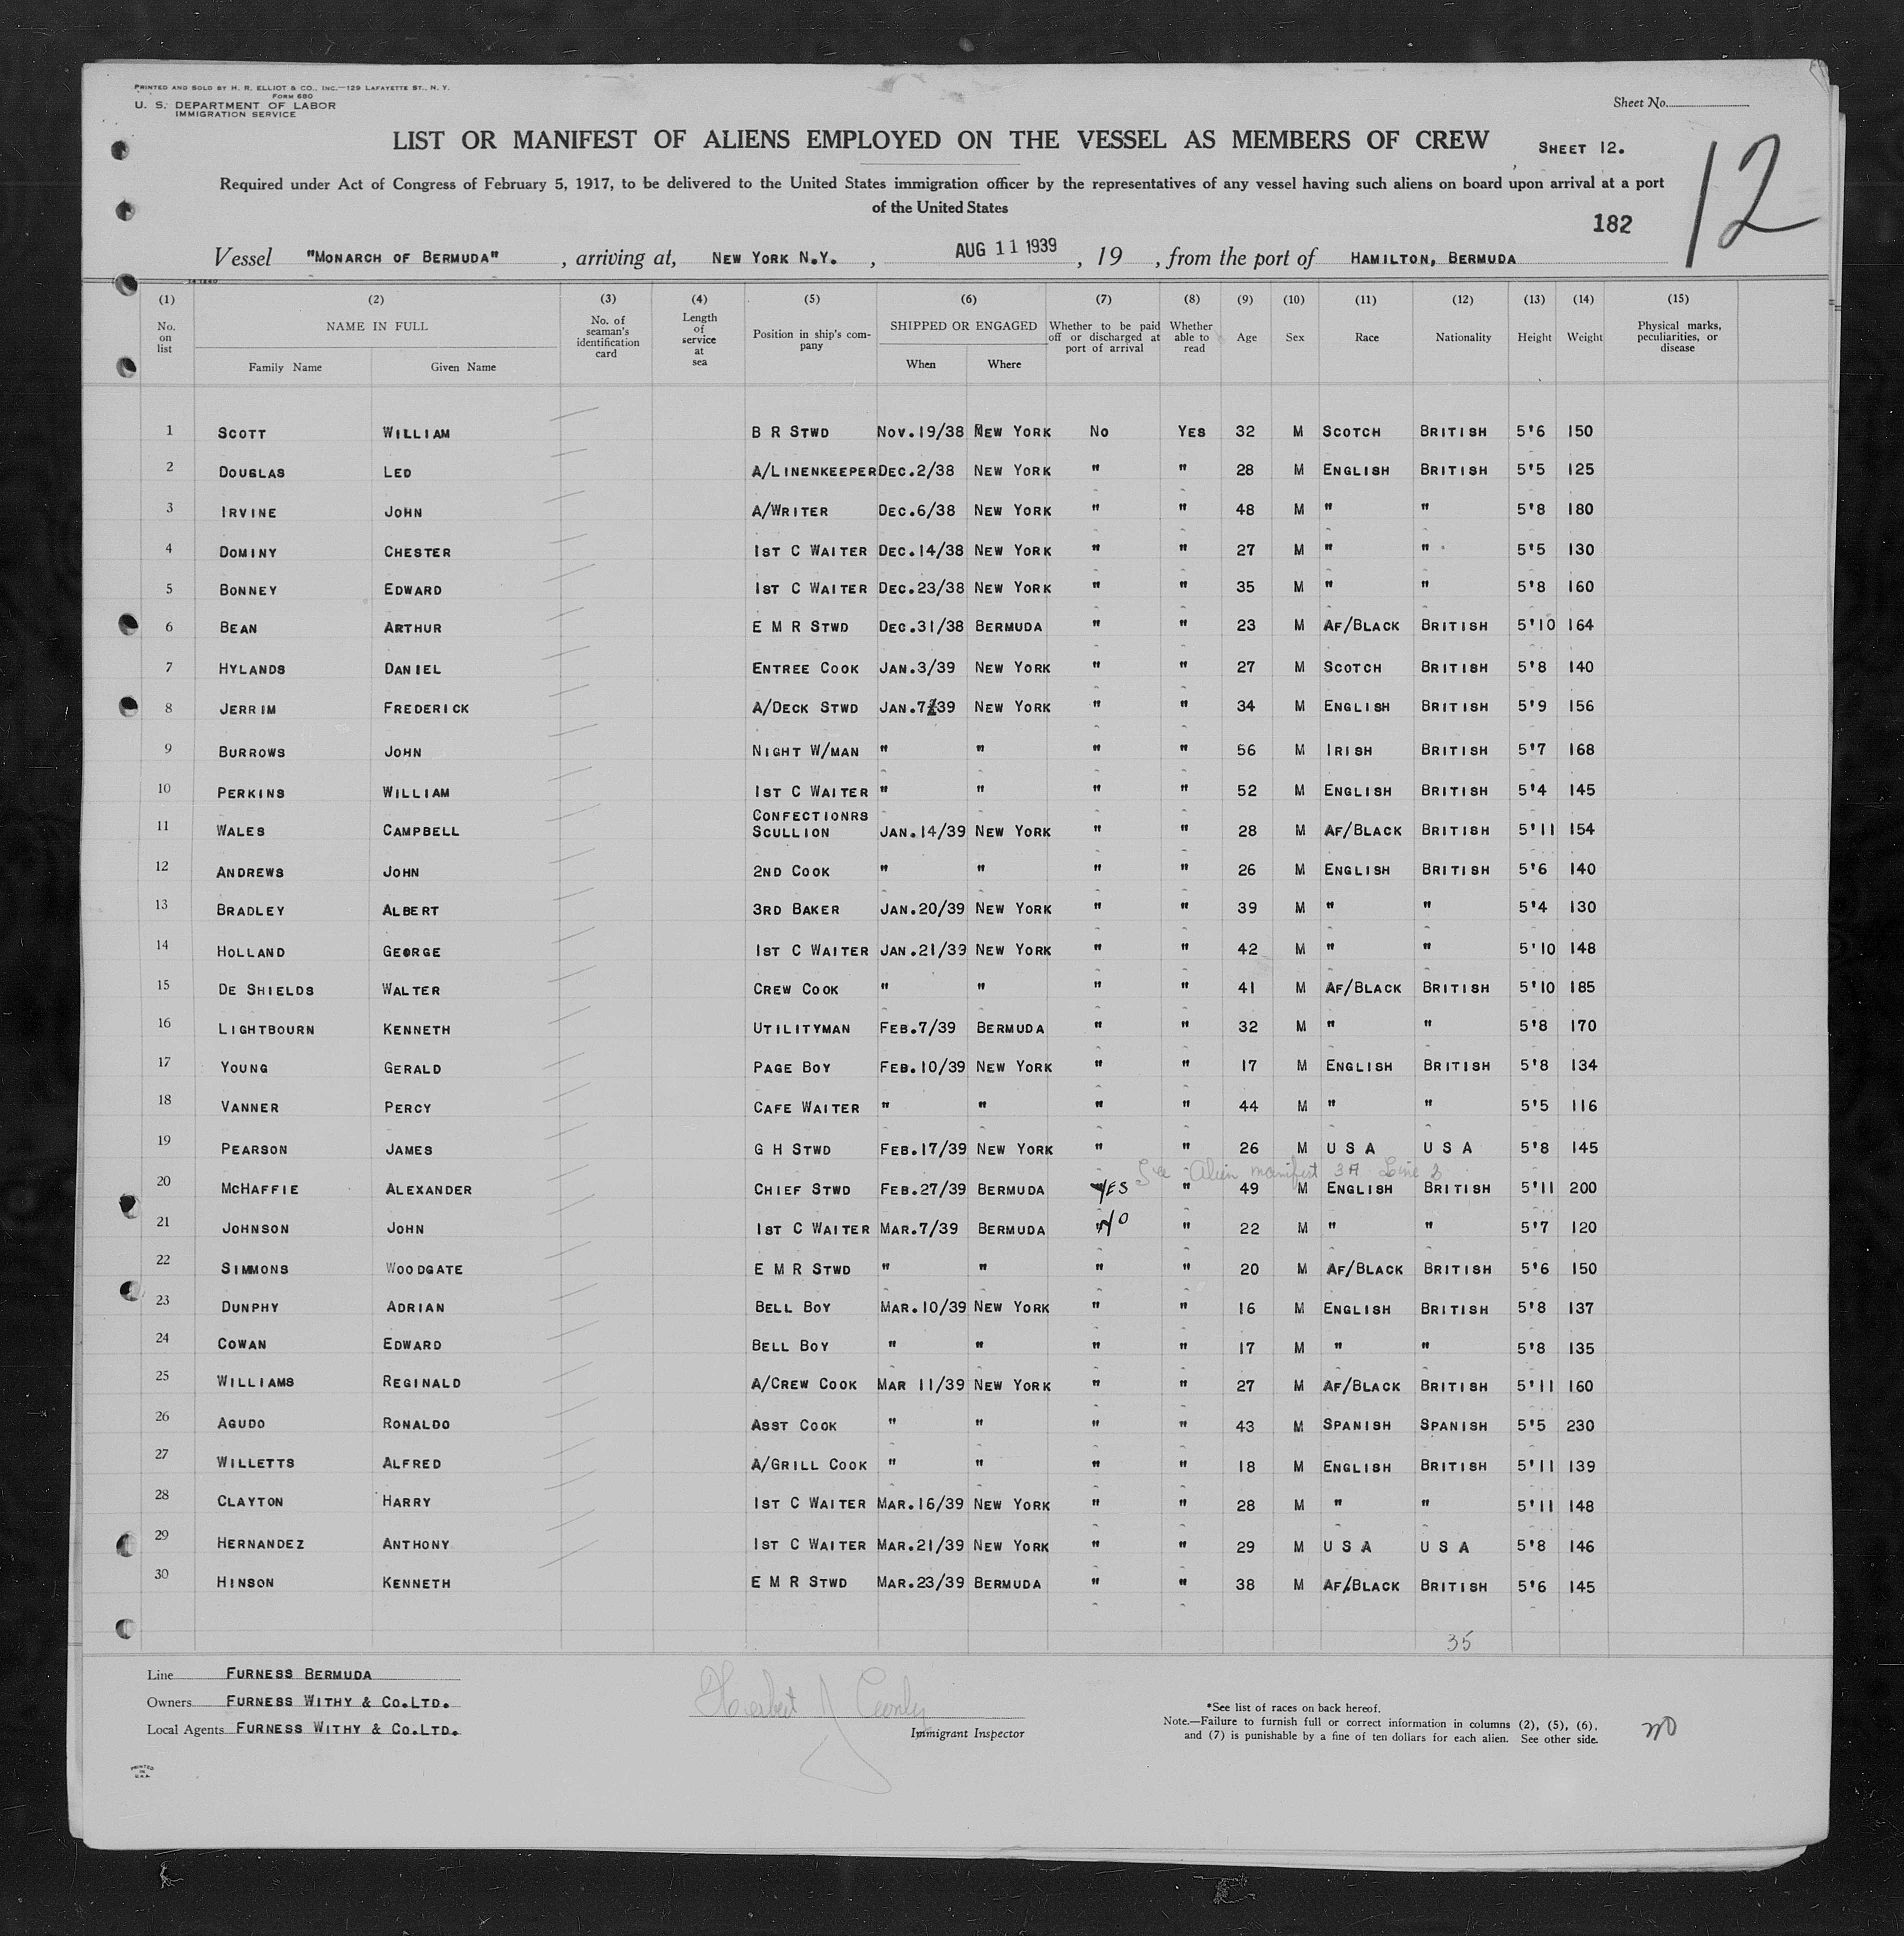 PRINTED AND SOLD BY H. R. ELLIOT & CO., INC.—129 LAFAYETTE ST., N. Y.
FORM 680
U. S. DEPARTMENT OF LABOR
IMMIGRATION SERVICE
Sheet No.
LIST OR MANIFEST OF ALIENS EMPLOYED ON THE VESSEL AS MEMBERS OF CREW SHEET 12.
12
Required under Act of Congress of February 5, 1917, to be delivered to the United States immigration officer by the representatives of any vessel having such aliens on board upon arrival at a port
of the United States
182
Vessel "MONARCH OF BERMUDA" , arriving at, NEW YORK N.Y. , AUG 11 1939 , 19 , from the port of HAMILTON, BERMUDA
(1) (2) (3) (4) (5) (6) (7) (8) (9) (10) (11) (12) (13) (14) (15)
No. on list NAME IN FULL Family Name Given Name No. of seaman's identification card Length of service at sea Position in ship's company SHIPPED OR ENGAGED When Where Whether to be paid off or discharged at port of arrival Whether able to read Age Sex Race Nationality Height Weight Physical marks, peculiarities, or disease
1 SCOTT WILLIAM B R STWD NOV.19/38 NEW YORK NO YES 32 M SCOTCH BRITISH 5'6 150
2 DOUGLAS LEO A/LINENKEEPER DEC.2/38 NEW YORK " " 28 M ENGLISH BRITISH 5'5 125
3 IRVINE JOHN A/WRITER DEC.6/38 NEW YORK " " 48 M " " 5'8 180
4 DOMINY CHESTER 1ST C WAITER DEC.14/38 NEW YORK " " 27 M " " 5'5 130
5 BONNEY EDWARD 1ST C WAITER DEC.23/38 NEW YORK " " 35 M " " 5'8 160
6 BEAN ARTHUR E M R STWD DEC.31/38 BERMUDA " " 23 M AF/BLACK BRITISH 5'10 164
7 HYLANDS DANIEL ENTREE COOK JAN.3/39 NEW YORK " " 27 M SCOTCH BRITISH 5'8 140
8 JERRIM FREDERICK A/DECK STWD JAN.7/39 NEW YORK " " 34 M ENGLISH BRITISH 5'9 156
9 BURROWS JOHN NIGHT W/MAN " " " " 56 M IRISH BRITISH 5'7 168
10 PERKINS WILLIAM 1ST C WAITER " " " " 52 M ENGLISH BRITISH 5'4 145
11 WALES CAMPBELL CONFECTIONRS SCULLION JAN.14/39 NEW YORK " " 28 M AF/BLACK BRITISH 5'11 154
12 ANDREWS JOHN 2ND COOK " " " " 26 M ENGLISH BRITISH 5'6 140
13 BRADLEY ALBERT 3RD BAKER JAN.20/39 NEW YORK " " 39 M " " 5'4 130
14 HOLLAND GEORGE 1ST C WAITER JAN.21/39 NEW YORK " " 42 M " " 5'10 148
15 DE SHIELDS WALTER CREW COOK " " " " 41 M AF/BLACK BRITISH 5'10 185
16 LIGHTBOURN KENNETH UTILITYMAN FEB.7/39 BERMUDA " " 32 M " " 5'8 170
17 YOUNG GERALD PAGE BOY FEB.10/39 NEW YORK " " 17 M ENGLISH BRITISH 5'8 134
18 VANNER PERCY CAFE WAITER " " " " 44 M " " 5'5 116
19 PEARSON JAMES G H STWD FEB.17/39 NEW YORK " " 26 M U S A U S A 5'8 145
See Alien manifest 3A Line 2
20 MCHAFFIE ALEXANDER CHIEF STWD FEB.27/39 BERMUDA YES " 49 M ENGLISH BRITISH 5'11 200
21 JOHNSON JOHN 1ST C WAITER MAR.7/39 BERMUDA NO " 22 M " " 5'7 120
22 SIMMONS WOODGATE E M R STWD " " " " 20 M AF/BLACK BRITISH 5'6 150
23 DUNPHY ADRIAN BELL BOY MAR.10/39 NEW YORK " " 16 M ENGLISH BRITISH 5'8 137
24 COWAN EDWARD BELL BOY " " " " 17 M " " 5'8 135
25 WILLIAMS REGINALD A/CREW COOK MAR 11/39 NEW YORK " " 27 M AF/BLACK BRITISH 5'11 160
26 AGUDO RONALDO ASST COOK " " " " 43 M SPANISH SPANISH 5'5 230
27 WILLETTS ALFRED A/GRILL COOK " " " " 18 M ENGLISH BRITISH 5'11 139
28 CLAYTON HARRY 1ST C WAITER MAR.16/39 NEW YORK " " 28 M " " 5'11 148
29 HERNANDEZ ANTHONY 1ST C WAITER MAR.21/39 NEW YORK " " 29 M U S A U S A 5'8 146
30 HINSON KENNETH E M R STWD MAR.23/39 BERMUDA " " 38 M AF/BLACK BRITISH 5'6 145
35
Line FURNESS BERMUDA
Owners FURNESS WITHY & CO.LTD.
Local Agents FURNESS WITHY & CO.LTD.
Herbert J
Immigrant Inspector
*See list of races on back hereof.
Note.—Failure to furnish full or correct information in columns (2), (5), (6),
and (7) is punishable by a fine of ten dollars for each alien. See other side.
PRINTED IN U.S.A.